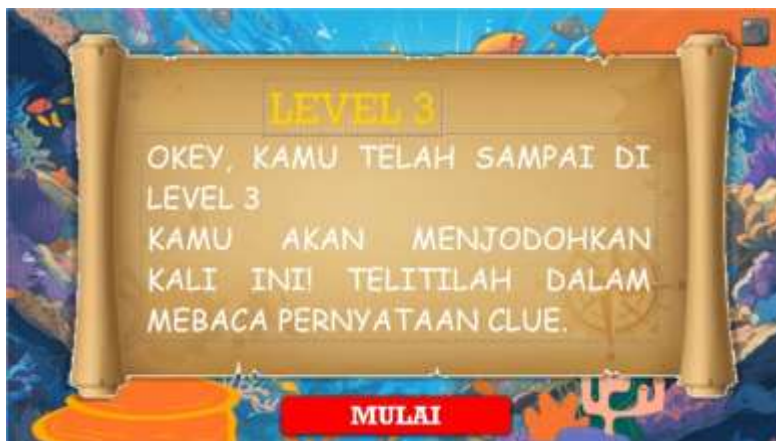 LEVEL 3
OKEY, KAMU TELAH SAMPAI DI
LEVEL 3
KAMU AKAN MENJODOHKAN
KALI INI! TELITILAH DALAM
MEBACA PERNYATAAN CLUE.
MULAI